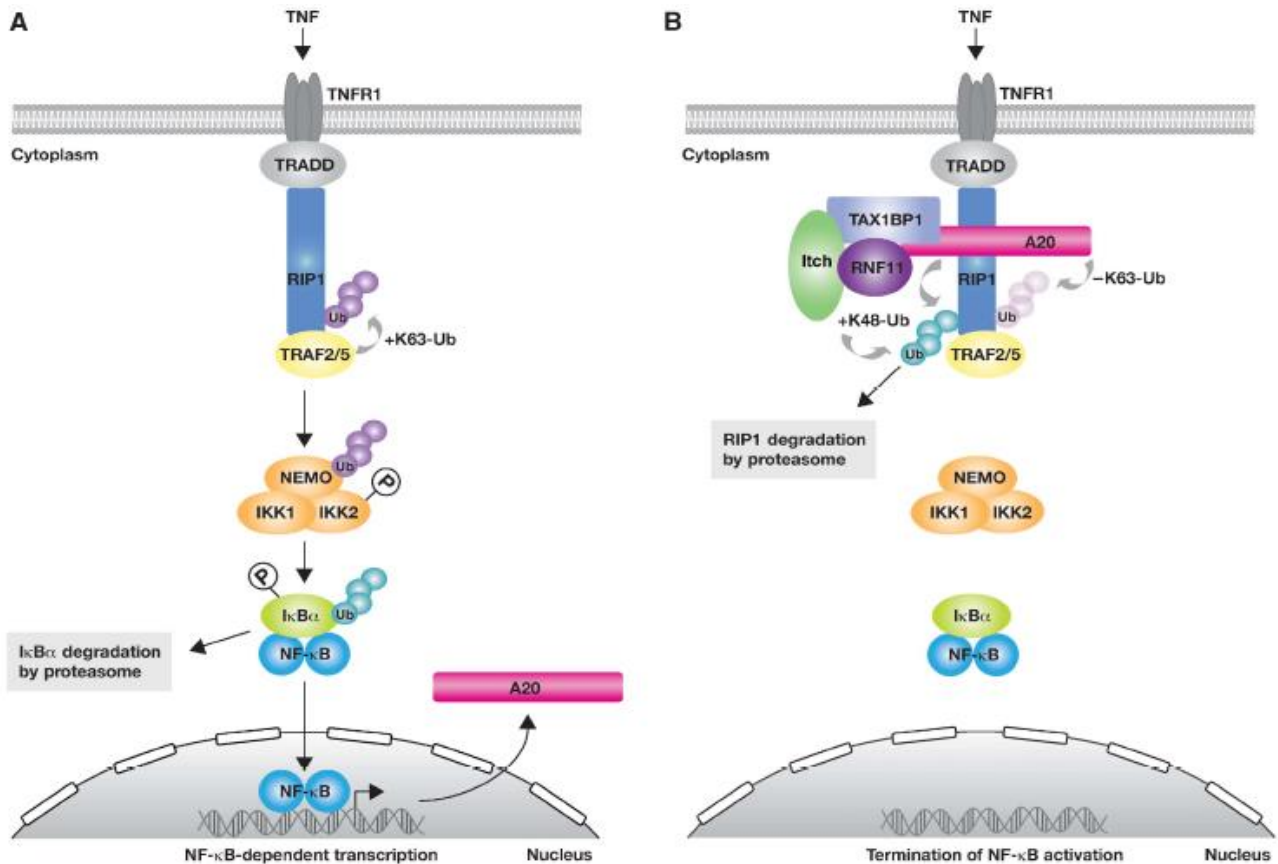 A
TNF
TNFR1
Cytoplasm
TRADD
RIP1
Ub
+K63-Ub
TRAF2/5
Ub
NEMO
P
IKK1
IKK2
P
IκBα
Ub
IκBα degradation
by proteasome
NF-κB
A20
NF-κB
NF-κB-dependent transcription
Nucleus
B
TNF
TNFR1
Cytoplasm
TRADD
TAX1BP1
A20
Itch
RNF11
RIP1
–K63-Ub
+K48-Ub
Ub
Ub
TRAF2/5
RIP1 degradation
by proteasome
NEMO
IKK1
IKK2
IκBα
NF-κB
Termination of NF-κB activation
Nucleus